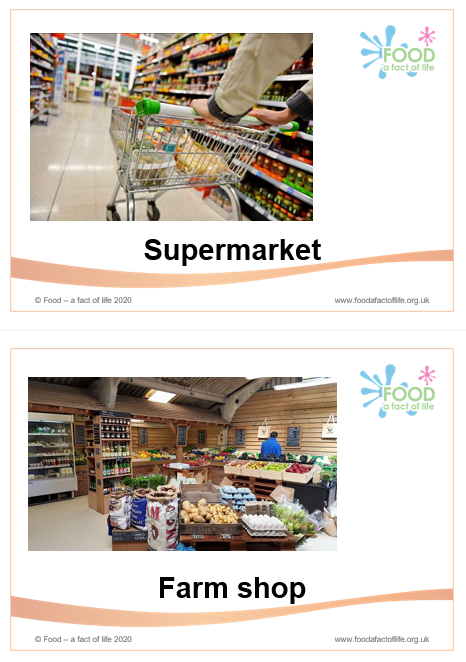 FOOD
a fact of life
Supermarket
© Food – a fact of life 2020
www.foodafactoflife.org.uk
FOOD
a fact of life
Farm shop
© Food – a fact of life 2020
www.foodafactoflife.org.uk